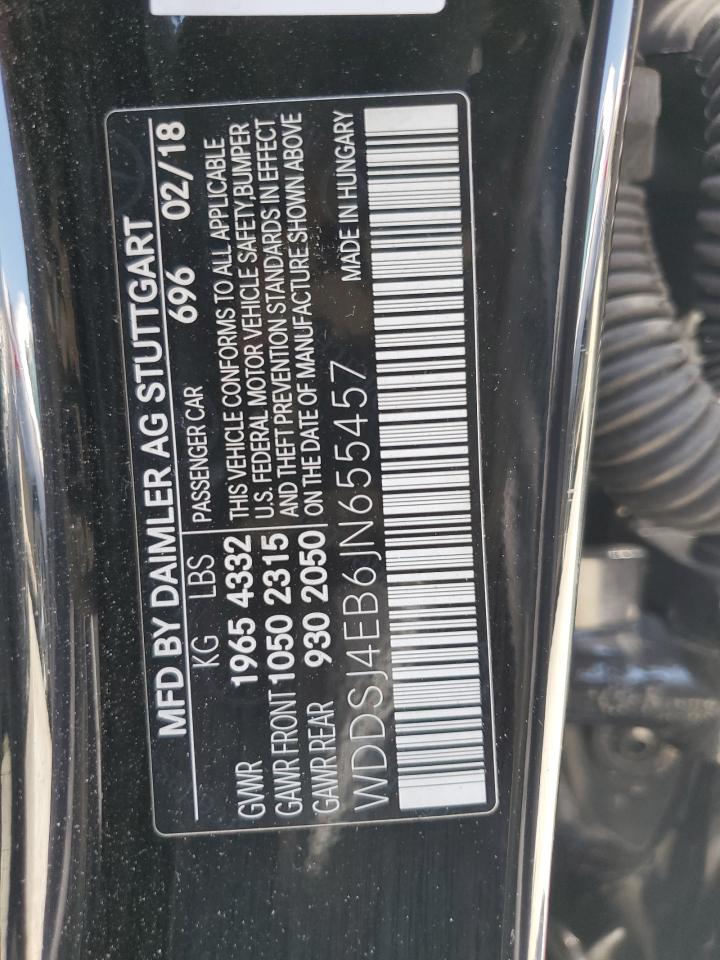 MFD BY DAIMLER AG STUTTGART
696 02/18
KG LBS PASSENGER CAR
GVWR 1965 4332
GAWR FRONT 1050 2315
GAWR REAR 930 2050
THIS VEHICLE CONFORMS TO ALL APPLICABLE
U.S. FEDERAL MOTOR VEHICLE SAFETY,BUMPER
AND THEFT PREVENTION STANDARDS IN EFFECT
ON THE DATE OF MANUFACTURE SHOWN ABOVE
WDDSJ4EB6JN655457 MADE IN HUNGARY